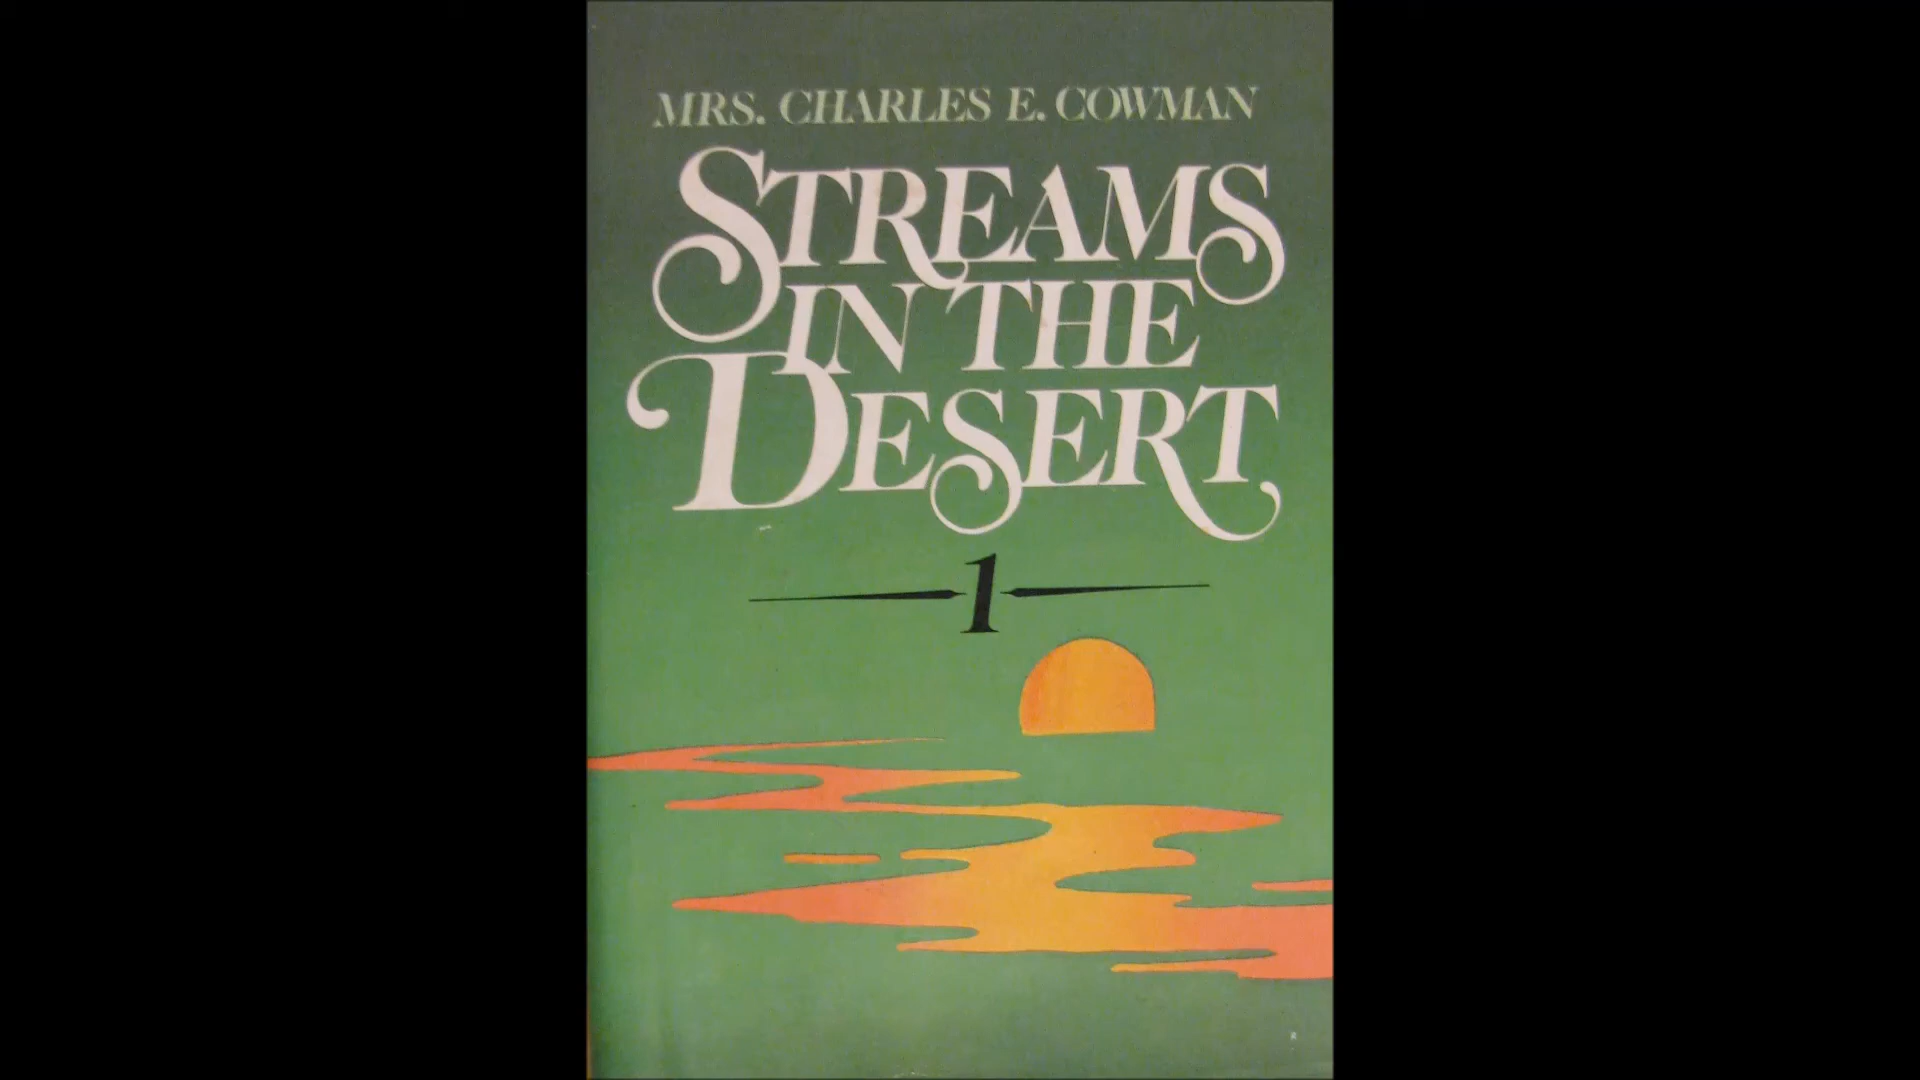 MRS. CHARLES E. COWMAN
STREAMS
IN THE
DESERT
1